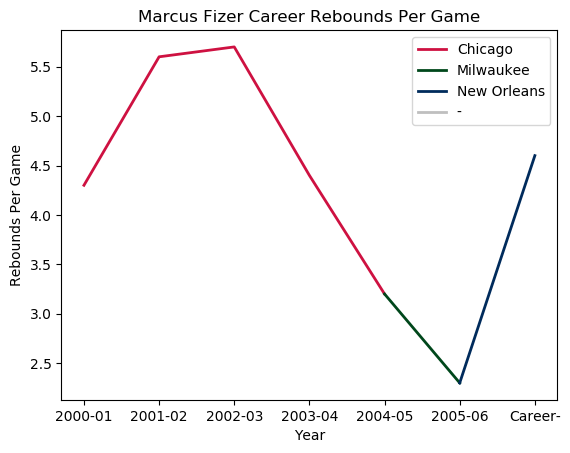 Marcus Fizer Career Rebounds Per Game
Chicago
Milwaukee
New Orleans
-
Rebounds Per Game
5.5
5.0
4.5
4.0
3.5
3.0
2.5
2000-01 2001-02 2002-03 2003-04 2004-05 2005-06 Career-
Year